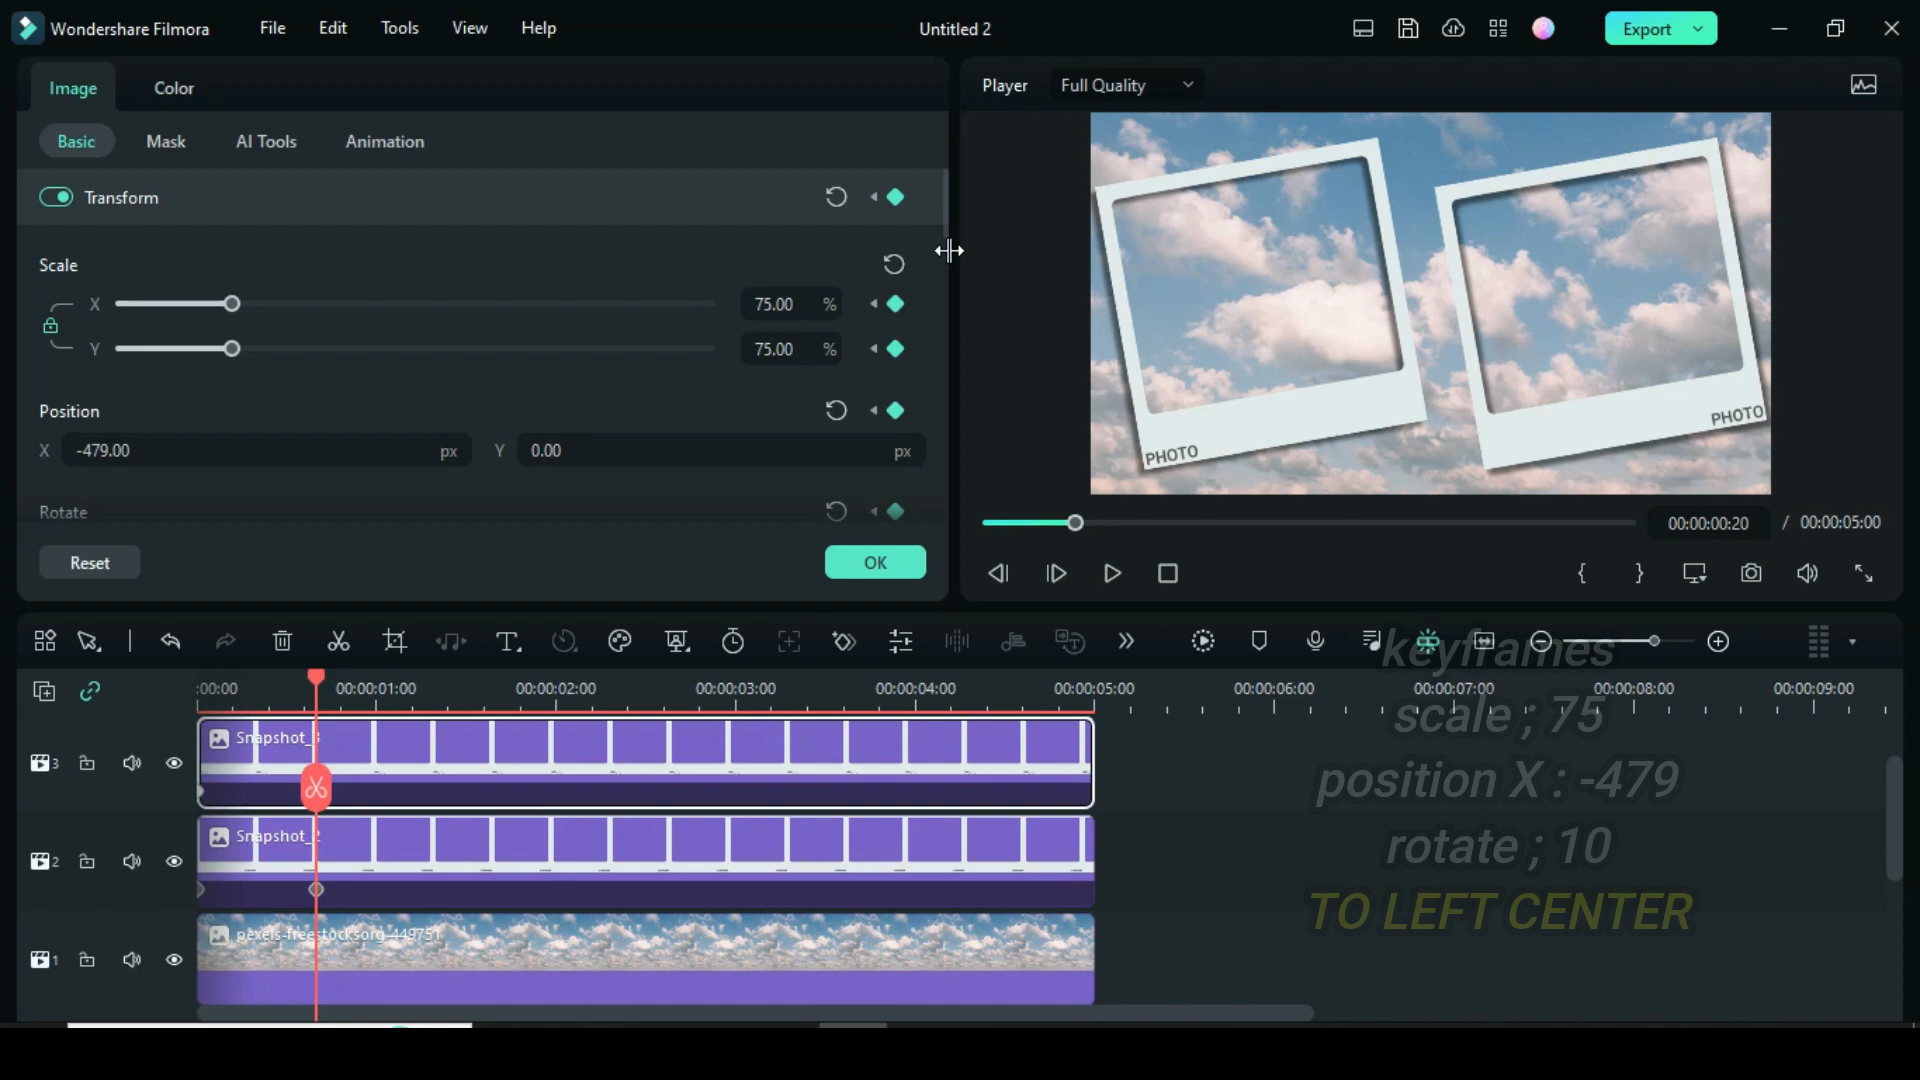 Wondershare Filmora
File
Edit
Tools
View
Help
Untitled 2
Export
Image
Color
Player
Full Quality
Basic
Mask
AI Tools
Animation
Transform
Scale
X
75.00
%
Y
75.00
%
Position
X
-479.00
px
Y
0.00
px
Rotate
Reset
OK
PHOTO
PHOTO
00:00:00:20
/
00:00:05:00
:00:00
00:00:01:00
00:00:02:00
00:00:03:00
00:00:04:00
00:00:05:00
00:00:06:00
00:00:07:00
00:00:08:00
00:00:09:00
3
Snapshot_3
2
Snapshot_2
1
pexels-freestocksorg-449751
keyframes
scale ; 75
position X : -479
rotate ; 10
TO LEFT CENTER